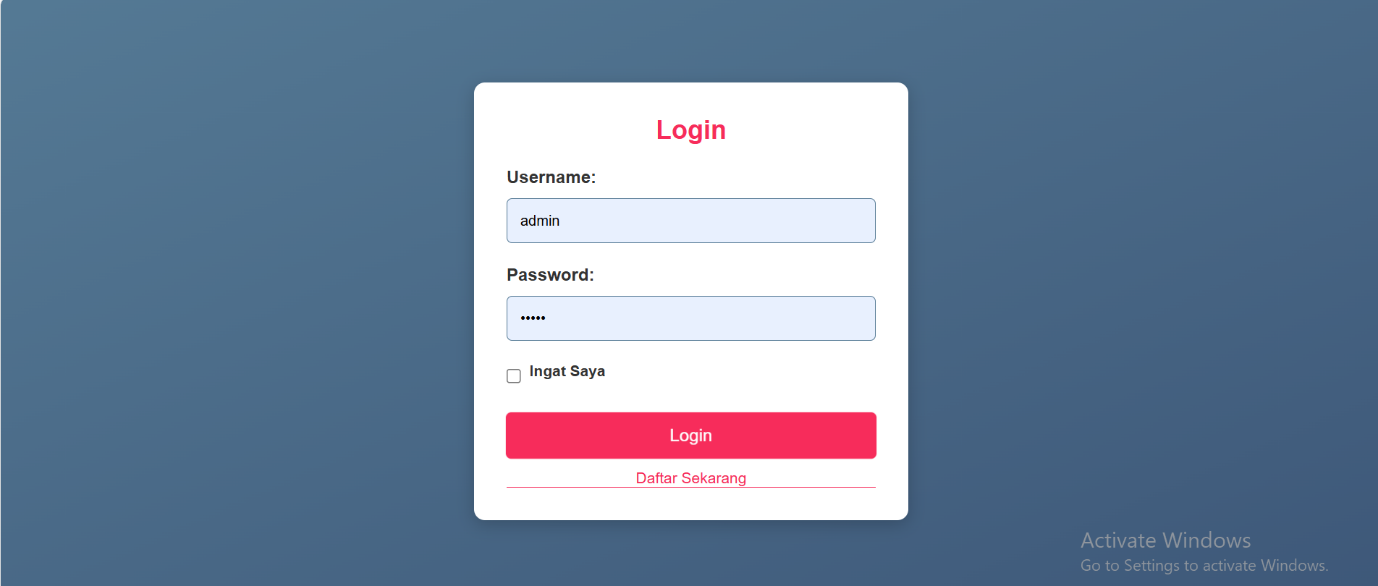 Login
Username:
admin
Password:
•••••
Ingat Saya
Login
Daftar Sekarang
Activate Windows
Go to Settings to activate Windows.